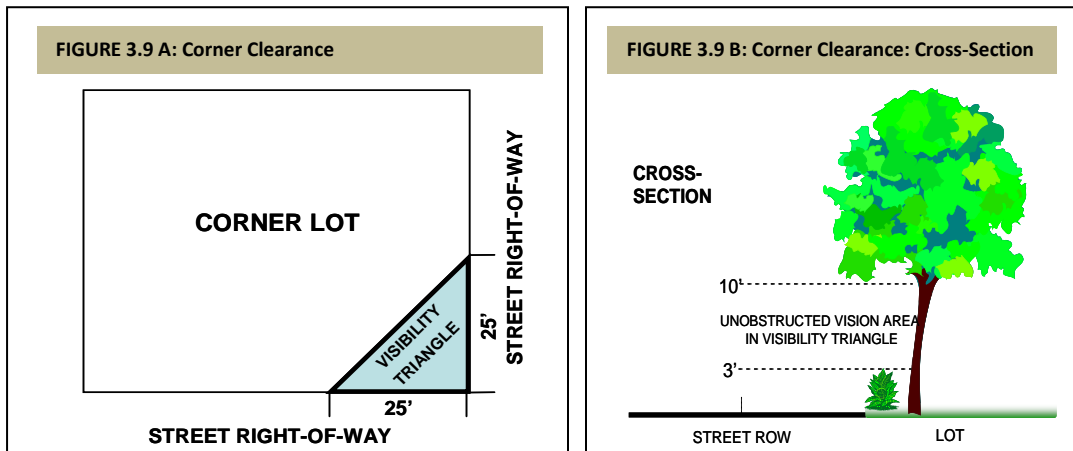 FIGURE 3.9 A: Corner Clearance
CORNER LOT
VISIBILITY
TRIANGLE
25'
STREET RIGHT-OF-WAY
25'
STREET RIGHT-OF-WAY
FIGURE 3.9 B: Corner Clearance: Cross-Section
CROSS-
SECTION
10'
UNOBSTRUCTED VISION AREA
IN VISIBILITY TRIANGLE
3'
STREET ROW
LOT